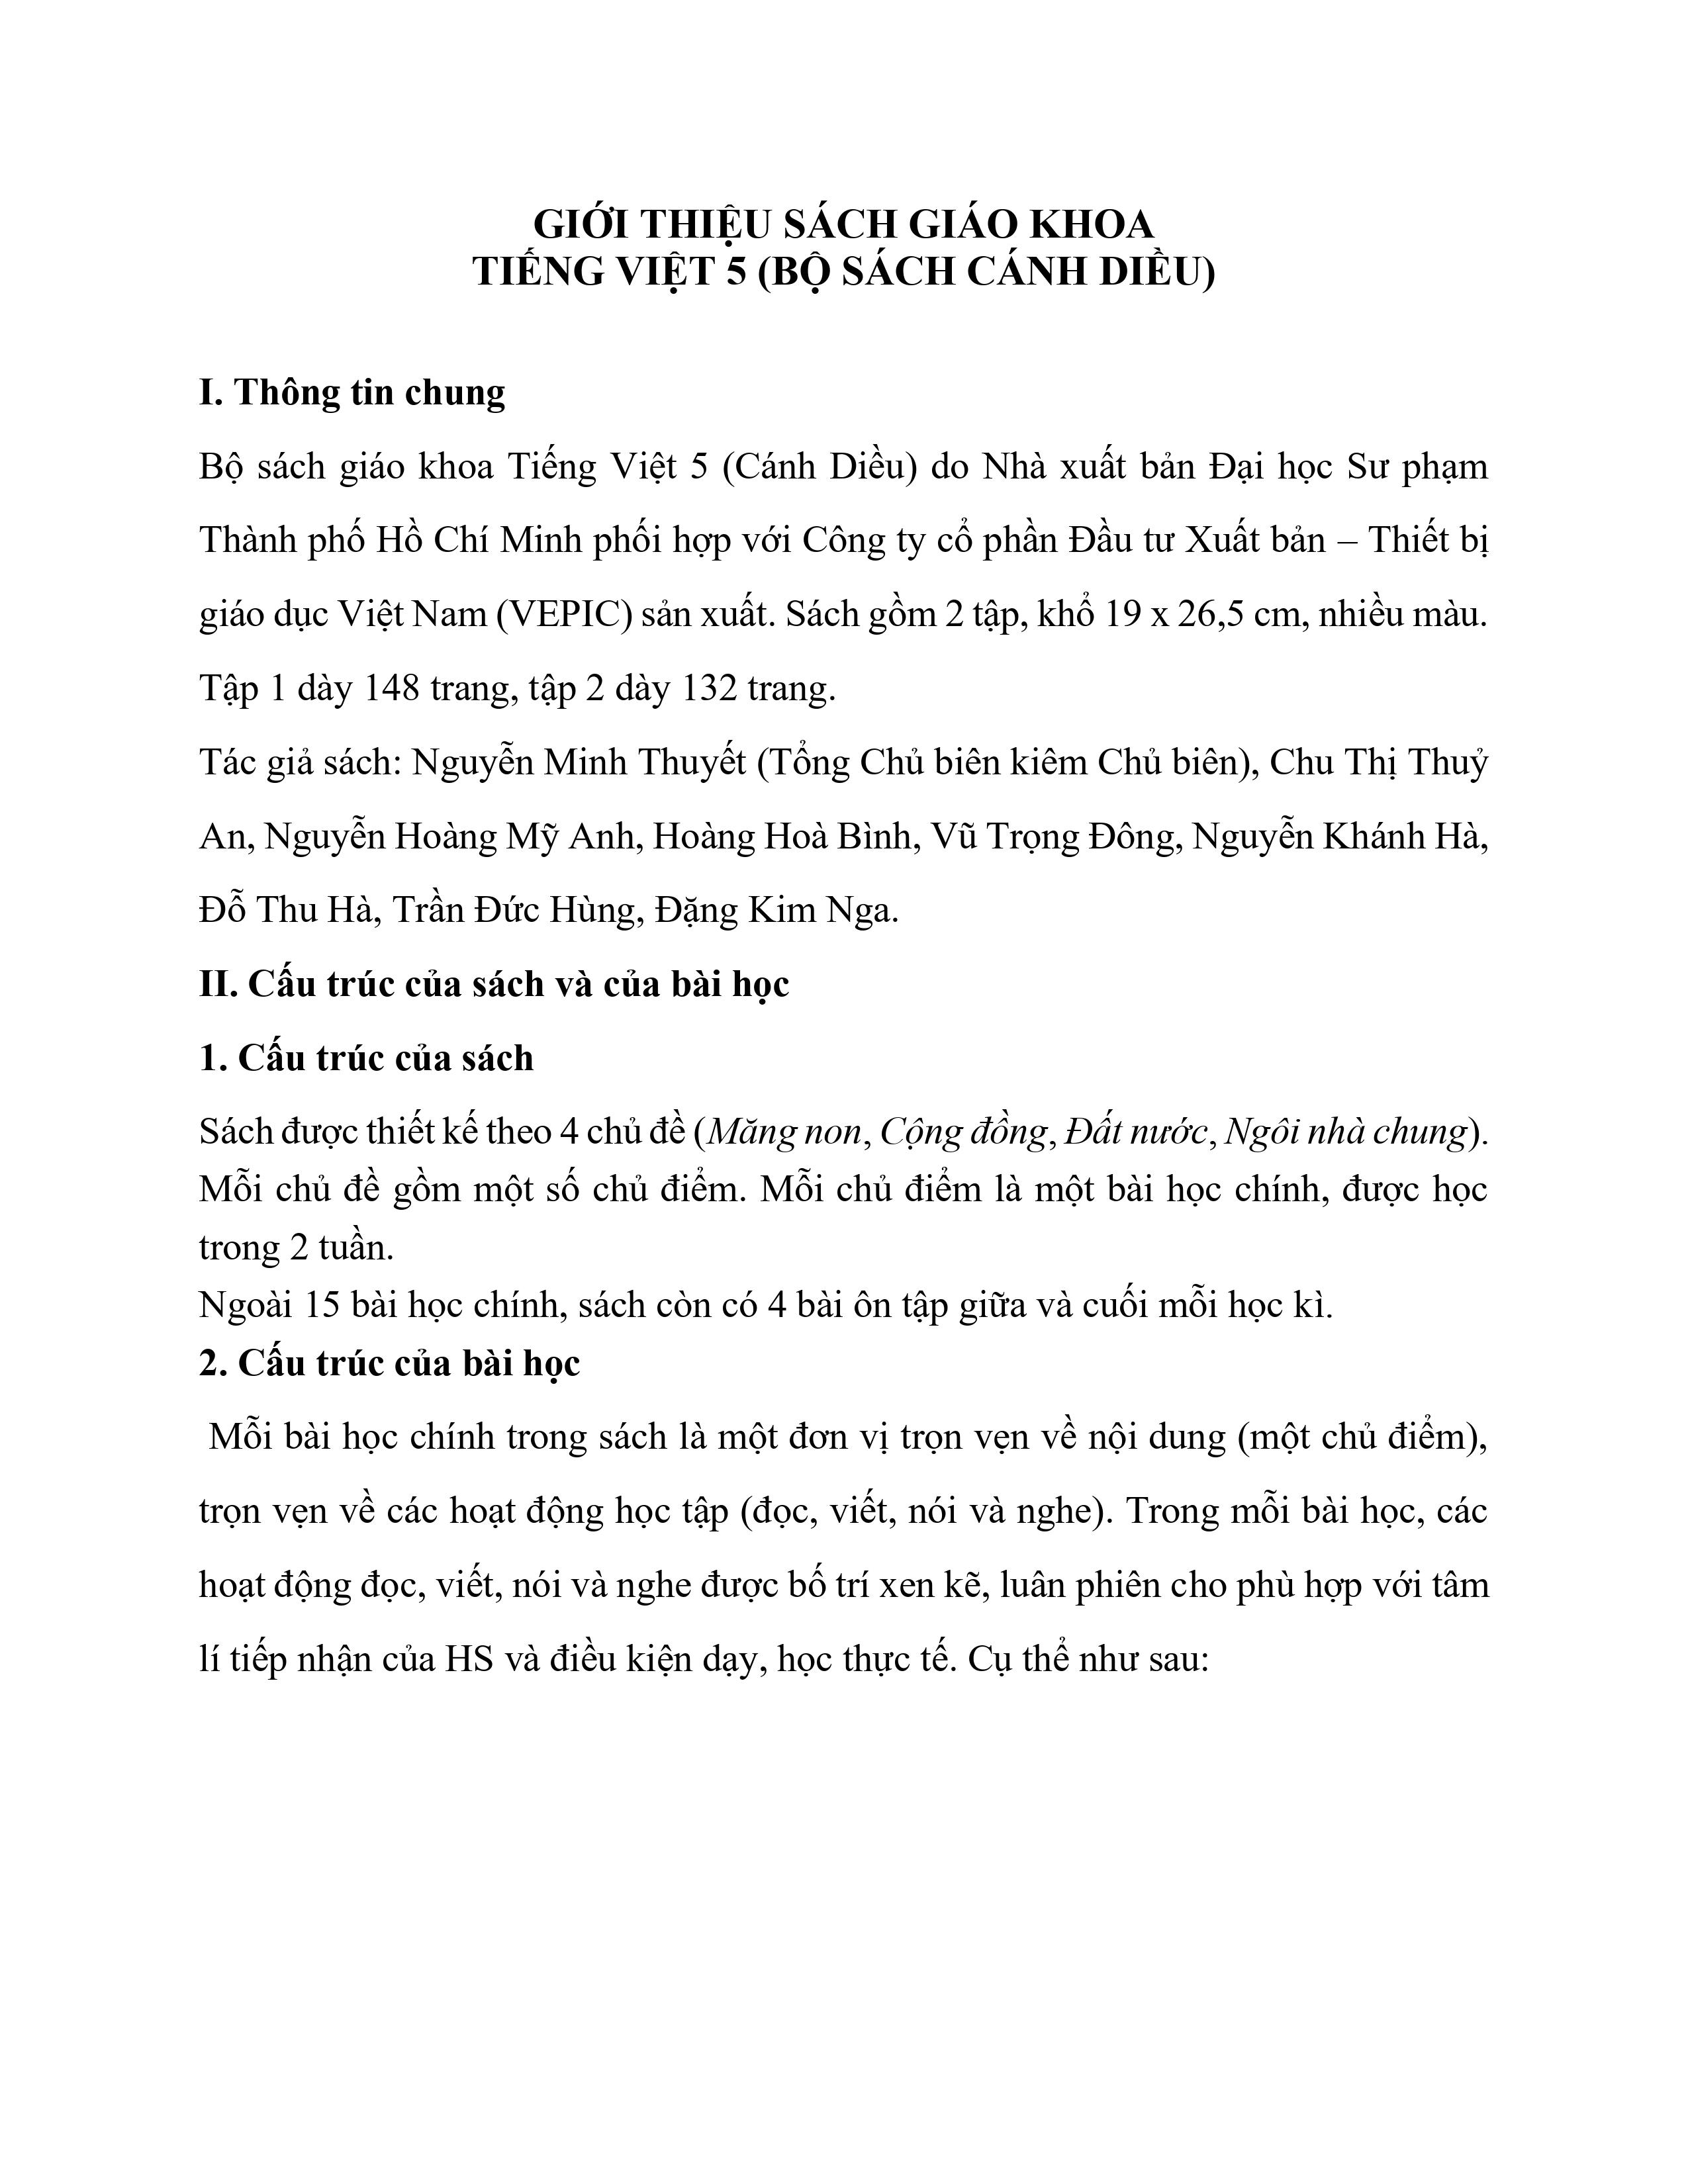 GIỚI THIỆU SÁCH GIÁO KHOA
TIẾNG VIỆT 5 (BỘ SÁCH CÁNH DIỀU)
I. Thông tin chung
Bộ sách giáo khoa Tiếng Việt 5 (Cánh Diều) do Nhà xuất bản Đại học Sư phạm
Thành phố Hồ Chí Minh phối hợp với Công ty cổ phần Đầu tư Xuất bản – Thiết bị
giáo dục Việt Nam (VEPIC) sản xuất. Sách gồm 2 tập, khổ 19 x 26,5 cm, nhiều màu.
Tập 1 dày 148 trang, tập 2 dày 132 trang.
Tác giả sách: Nguyễn Minh Thuyết (Tổng Chủ biên kiêm Chủ biên), Chu Thị Thuỷ
An, Nguyễn Hoàng Mỹ Anh, Hoàng Hoà Bình, Vũ Trọng Đông, Nguyễn Khánh Hà,
Đỗ Thu Hà, Trần Đức Hùng, Đặng Kim Nga.
II. Cấu trúc của sách và của bài học
1. Cấu trúc của sách
Sách được thiết kế theo 4 chủ đề (Măng non, Cộng đồng, Đất nước, Ngôi nhà chung).
Mỗi chủ đề gồm một số chủ điểm. Mỗi chủ điểm là một bài học chính, được học
trong 2 tuần.
Ngoài 15 bài học chính, sách còn có 4 bài ôn tập giữa và cuối mỗi học kì.
2. Cấu trúc của bài học
Mỗi bài học chính trong sách là một đơn vị trọn vẹn về nội dung (một chủ điểm),
trọn vẹn về các hoạt động học tập (đọc, viết, nói và nghe). Trong mỗi bài học, các
hoạt động đọc, viết, nói và nghe được bố trí xen kẽ, luân phiên cho phù hợp với tâm
lí tiếp nhận của HS và điều kiện dạy, học thực tế. Cụ thể như sau: